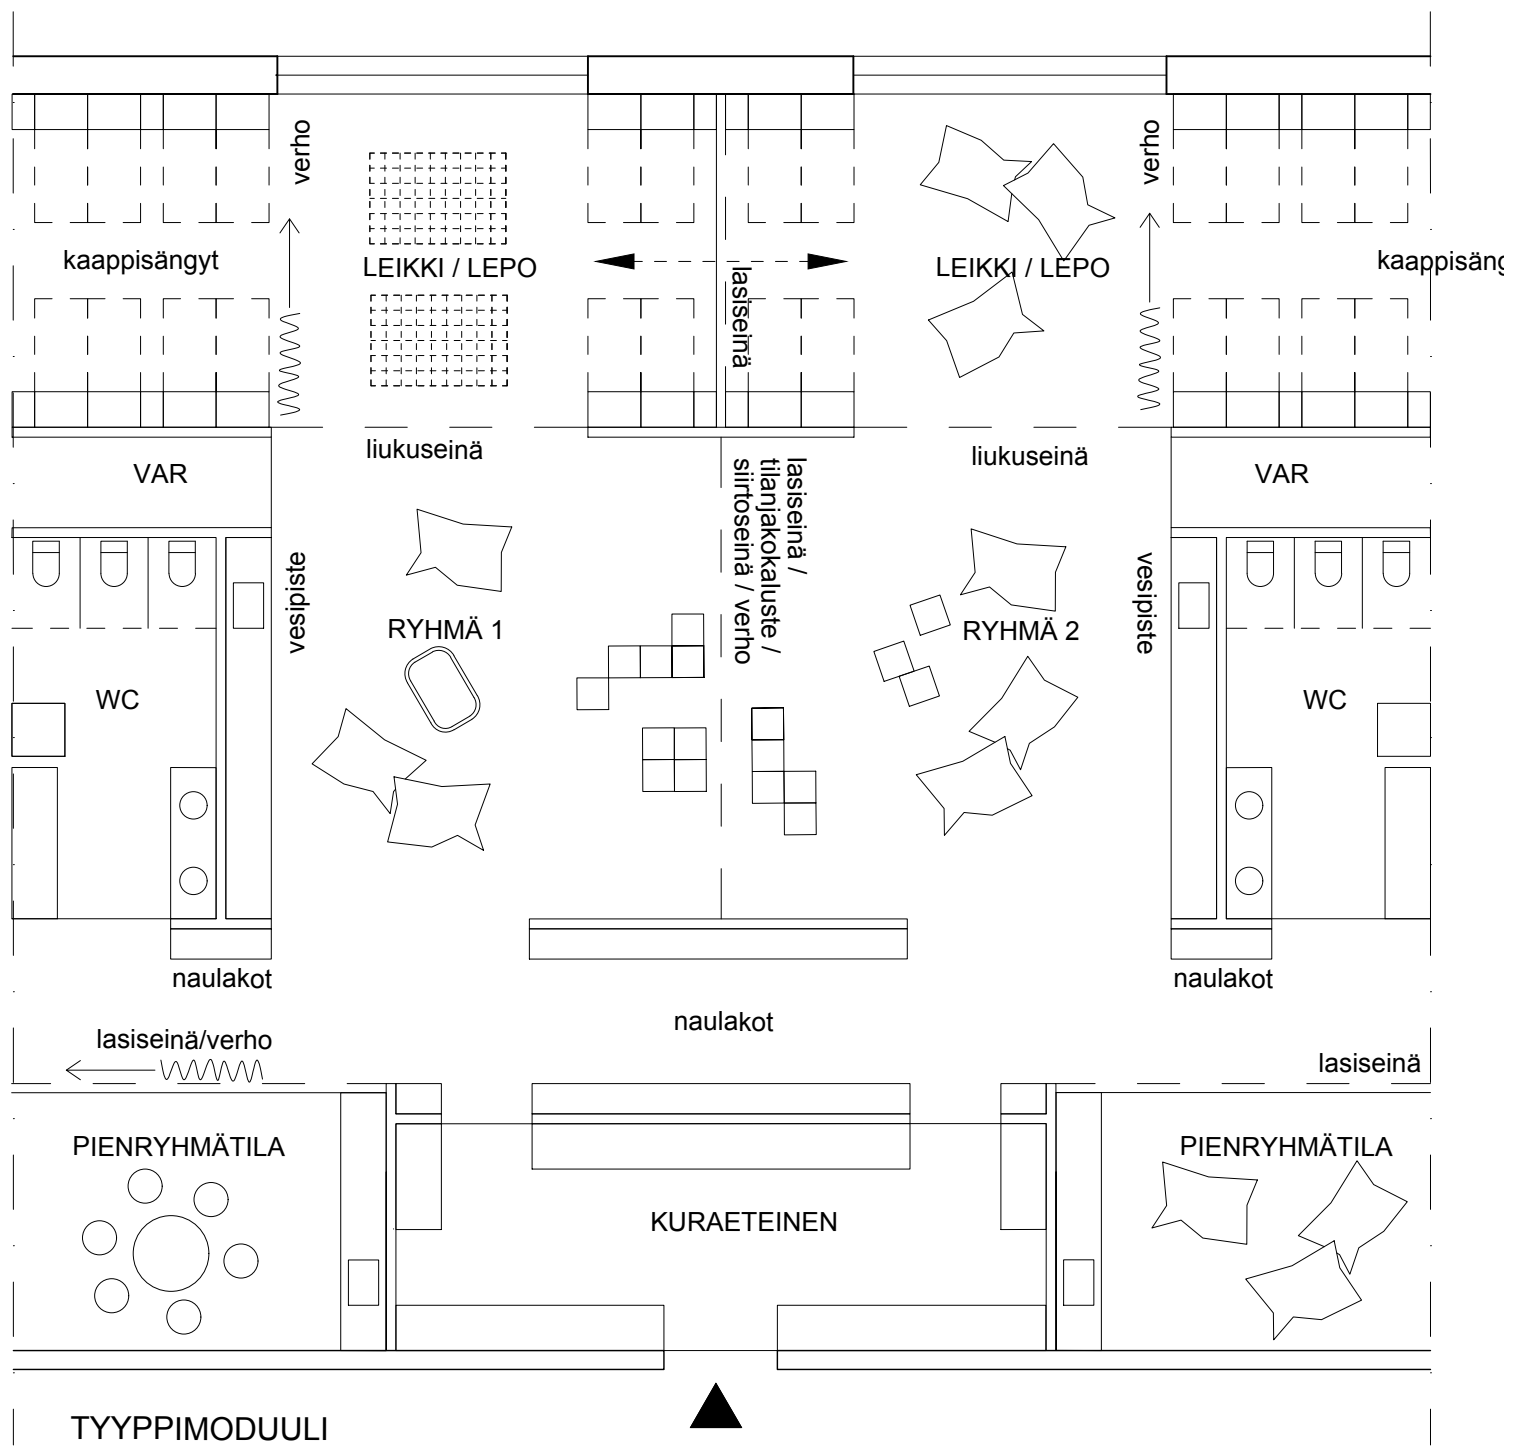 verho
verho
kaappisängyt
LEIKKI / LEPO
lasiseinä
LEIKKI / LEPO
kaappisäng
liukuseinä
liukuseinä
VAR
VAR
lasiseinä /
tilanjakokaluste /
siirtoseinä / verho
vesipiste
vesipiste
RYHMÄ 1
RYHMÄ 2
WC
WC
naulakot
naulakot
naulakot
lasiseinä/verho
lasiseinä
PIENRYHMÄTILA
PIENRYHMÄTILA
KURAETEINEN
TYYPPIMODUULI